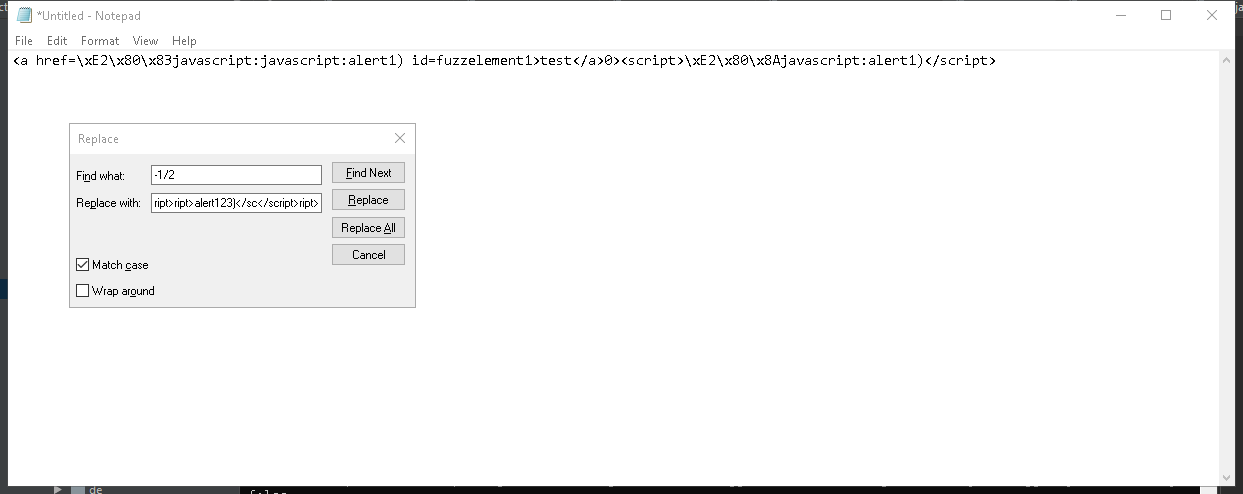 *Untitled - Notepad
File Edit Format View Help
<a href=\xE2\x80\x83javascript:javascript:alert1) id=fuzzelement1>test</a>0><script>\xE2\x80\x8Ajavascript:alert1)</script>
Replace
Find what: -1/2 Find Next
Replace with: ript>ript>alert123)</sc</script>ript> Replace
Replace All
Cancel
Match case
Wrap around
de